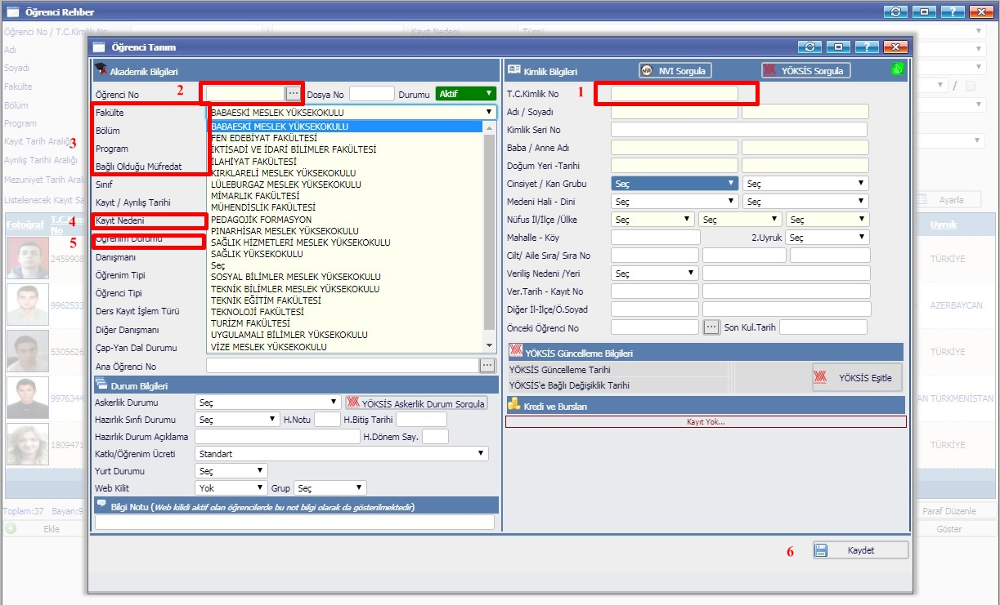 Öğrenci Rehber
Öğrenci No / T.C.Kimlik No / Kayıt Nedeni Tümü
Adı
Soyadı
Fakülte
Bölüm
Program
Kayıt Tarih Aralığı
Ayrılış Tarihi Aralığı
Mezuniyet Tarih Aralı
Listelenecek Kayıt Sa
Ayarla
Fotoğraf T.C.Kim No Uyruk
2459908 TÜRKİYE
9962533 AZERBAYCAN
5305626 TÜRKİYE
9976344 AN TÜRKMENİSTAN
1809471 TÜRKİYE
Toplam:37 Bayan:9
Paraf Düzenle
Ekle
Göster
Öğrenci Tanım
Akademik Bilgileri
2
Öğrenci No ... Dosya No Durumu Aktif
Fakülte BABAESKİ MESLEK YÜKSEKOKULU
Bölüm
Program
3
Bağlı Olduğu Müfredat
Sınıf
Kayıt / Ayrılış Tarihi
4 Kayıt Nedeni
5 Öğrenim Durumu
Danışmanı
Öğrenim Tipi
Öğrenci Tipi
Ders Kayıt İşlem Türü
Diğer Danışmanı
Çap-Yan Dal Durumu
BABAESKİ MESLEK YÜKSEKOKULU
FEN EDEBİYAT FAKÜLTESİ
İKTİSADİ VE İDARİ BİLİMLER FAKÜLTESİ
İLAHİYAT FAKÜLTESİ
KIRKLARELİ MESLEK YÜKSEKOKULU
LÜLEBURGAZ MESLEK YÜKSEKOKULU
MİMARLIK FAKÜLTESİ
MÜHENDİSLİK FAKÜLTESİ
PEDAGOJİK FORMASYON
PINARHİSAR MESLEK YÜKSEKOKULU
SAĞLIK HİZMETLERİ MESLEK YÜKSEKOKULU
SAĞLIK YÜKSEKOKULU
Seç
SOSYAL BİLİMLER MESLEK YÜKSEKOKULU
TEKNİK BİLİMLER MESLEK YÜKSEKOKULU
TEKNİK EĞİTİM FAKÜLTESİ
TEKNOLOJİ FAKÜLTESİ
TURİZM FAKÜLTESİ
UYGULAMALI BİLİMLER YÜKSEKOKULU
VİZE MESLEK YÜKSEKOKULU
Ana Öğrenci No ...
Durum Bilgileri
Askerlik Durumu Seç YÖKSİS Askerlik Durum Sorgula
Hazırlık Sınıfı Durumu Seç H.Notu H.Bitiş Tarihi
Hazırlık Durum Açıklama H.Dönem Say.
Katkı/Öğrenim Ücreti Standart
Yurt Durumu Seç
Web Kilit Yok Grup Seç
Bilgi Notu (Web kilidi aktif olan öğrencilerde bu not bilgi olarak da gösterilmektedir)
Kimlik Bilgileri NVI Sorgula YÖKSİS Sorgula
T.C.Kimlik No 1
Adı / Soyadı
Kimlik Seri No
Baba / Anne Adı
Doğum Yeri -Tarihi
Cinsiyet / Kan Grubu Seç Seç
Medeni Hali - Dini Seç Seç
Nüfus İl/İlçe /Ülke Seç Seç Seç
Mahalle - Köy 2.Uyruk Seç
Cilt/ Aile Sıra/ Sıra No
Veriliş Nedeni /Yeri Seç
Ver.Tarih - Kayıt No
Diğer İl-İlçe/Ö.Soyad
Önceki Öğrenci No ... Son Kul.Tarih
YÖKSİS Güncelleme Bilgileri
YÖKSİS Güncelleme Tarihi
YÖKSİS'e Bağlı Değişiklik Tarihi
YÖKSİS Eşitle
Kredi ve Bursları
Kayıt Yok...
6 Kaydet